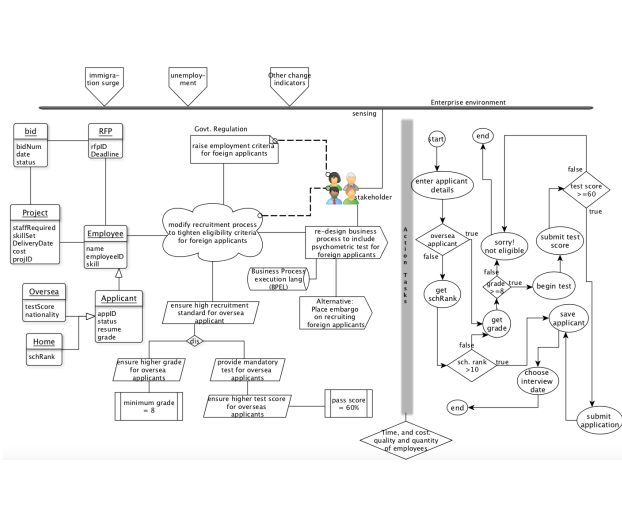 immigra-
tion surge
unemploy-
ment
Other change
indicators
Enterprise environment
sensing
bid
bidNum
date
status
RFP
rfpID
Deadline
Project
staffRequired
skillSet
DeliveryDate
cost
projID
Employee
name
employeeID
skill
Oversea
testScore
nationality
Home
schRank
Applicant
appID
status
resume
grade
Govt. Regulation
raise employment criteria
for foeign applicants
stakeholder
modify recruitment process
to tighten eligibility criteria
for foreign applicants
re-design business
process to include
psychometric test for
foreign applicants
Business Process
execution lang
(BPEL)
Alternative:
Place embargo
on recruiting
foreign applicants
ensure high recruitment
standard for oversea
applicant
dis
ensure higher grade
for oversea
applicants
provide mandatory
test for oversea
applicants
minimum grade
= 8
ensure higher test score
for overseas
applicants
pass score
= 60%
Action Tasks
Time, and cost.
quality and quantity
of employees
start
enter applicant
details
oversea
applicant
true
false
get
schRank
sch. rank
>10
false
true
get
grade
grade
>=8
false
true
sorry!
not eligible
end
begin test
submit test
score
test score
>=60
false
true
save
applicant
choose
interview
date
end
submit
application